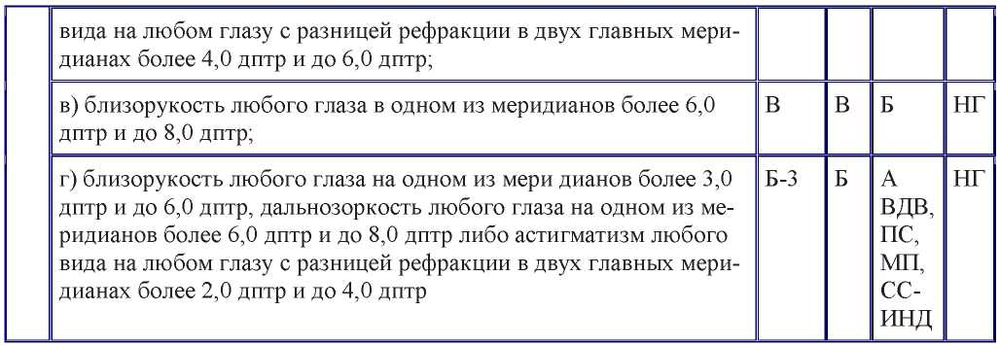 вида на любом глазу с разницей рефракции в двух главных мери-
дианах более 4,0 дптр и до 6,0 дптр;
в) близорукость любого глаза в одном из меридианов более 6,0
дптр и до 8,0 дптр;
В
В
Б
НГ
г) близорукость любого глаза на одном из мери дианов более 3,0
дптр и до 6,0 дптр, дальнозоркость любого глаза на одном из ме-
ридианов более 6,0 дптр и до 8,0 дптр либо астигматизм любого
вида на любом глазу с разницей рефракции в двух главных мери-
дианах более 2,0 дптр и до 4,0 дптр
Б-3
Б
А
ВДВ,
ПС,
МП,
СС-
ИНД
НГ